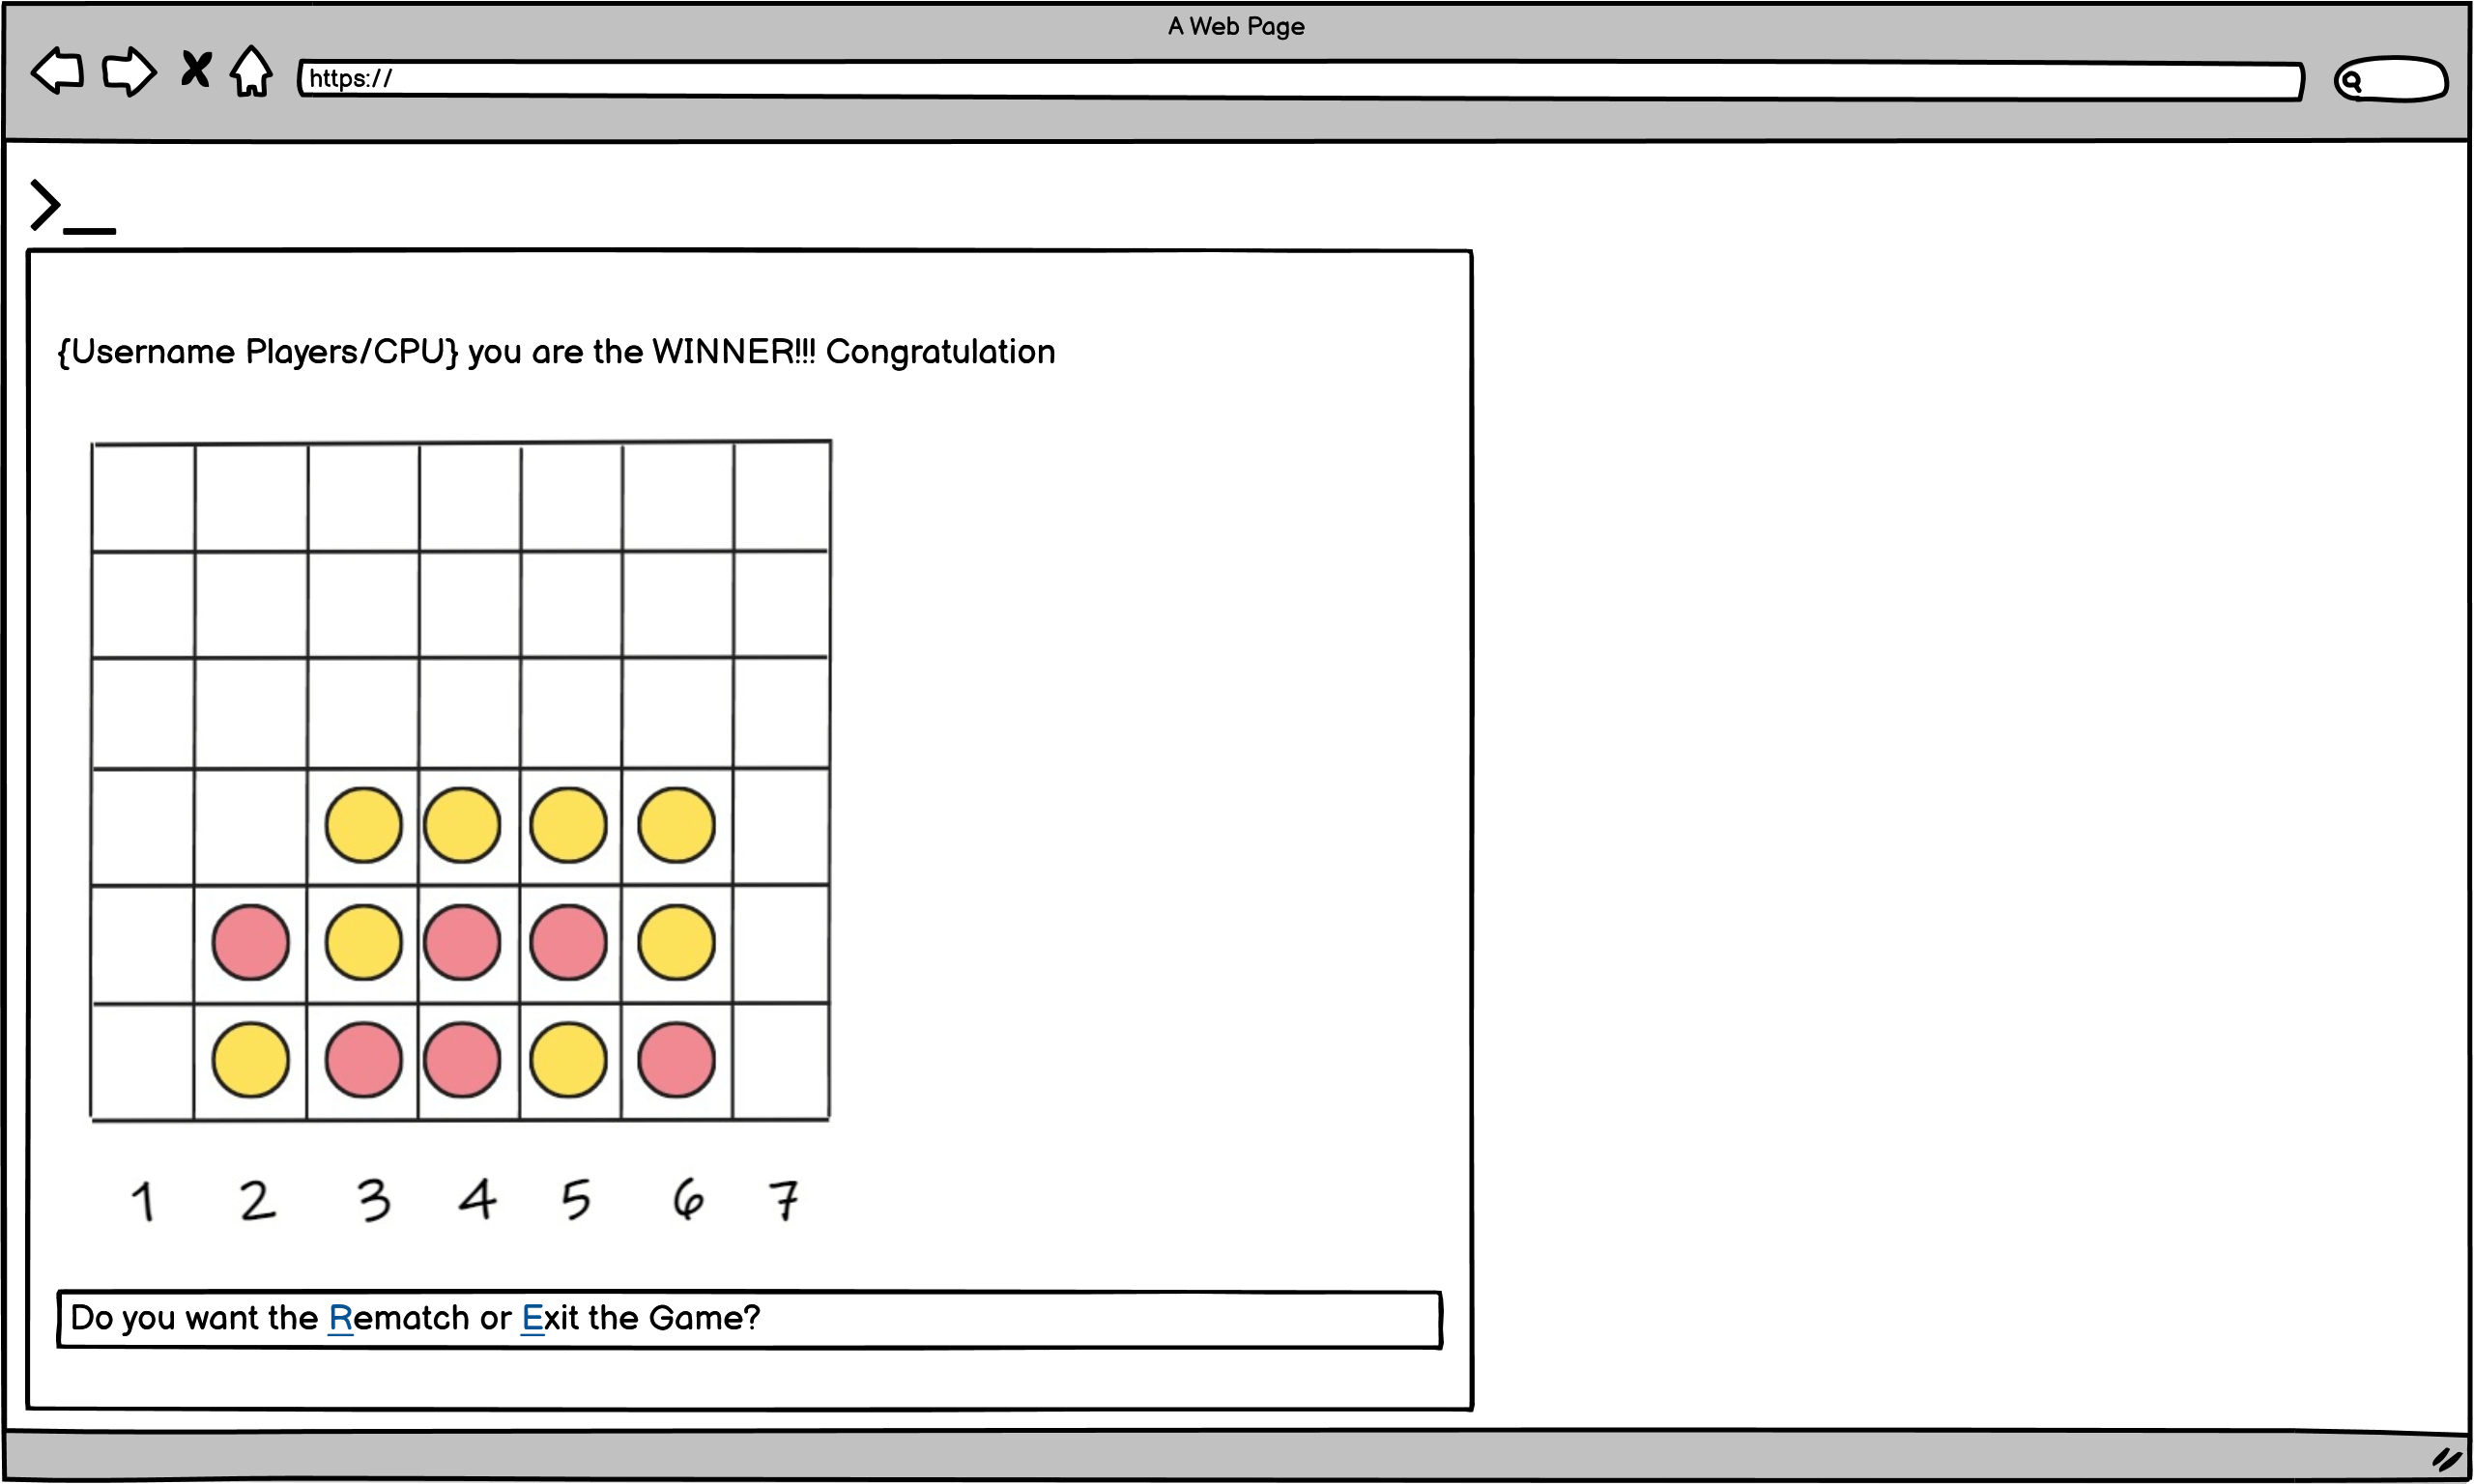 A Web Page
https://
>_
{Username Players/CPU} you are the WINNER!!! Congratulation
1 2 3 4 5 6 7
Do you want the Rematch or Exit the Game?